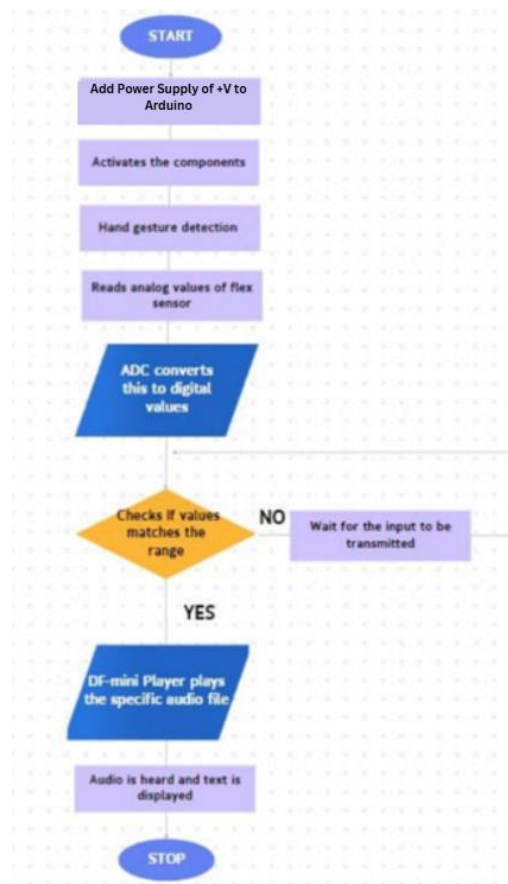 START
Add Power Supply of +V to
Arduino
Activates the components
Hand gesture detection
Reads analog values of flex
sensor
ADC converts
this to digital
values
Checks if values
matches the
range
NO
Wait for the input to be
transmitted
YES
DF-mini Player plays
the specific audio file
Audio is heard and text is
displayed
STOP